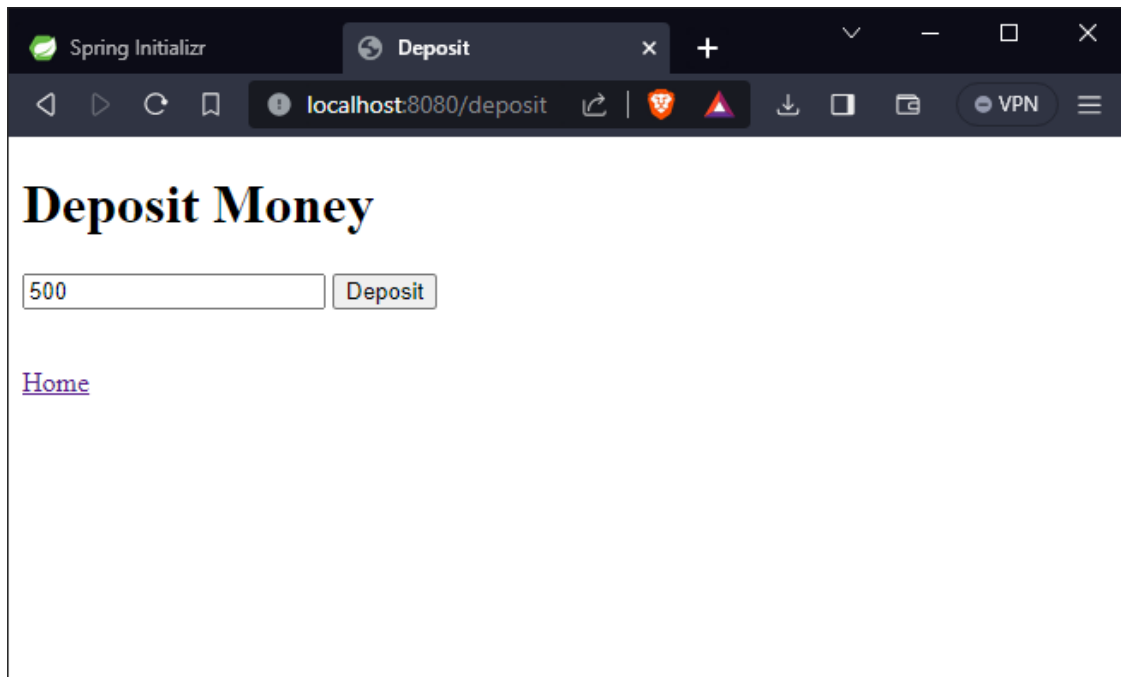 Spring Initializr
Deposit
localhost:8080/deposit
VPN
Deposit Money
500
Deposit
Home